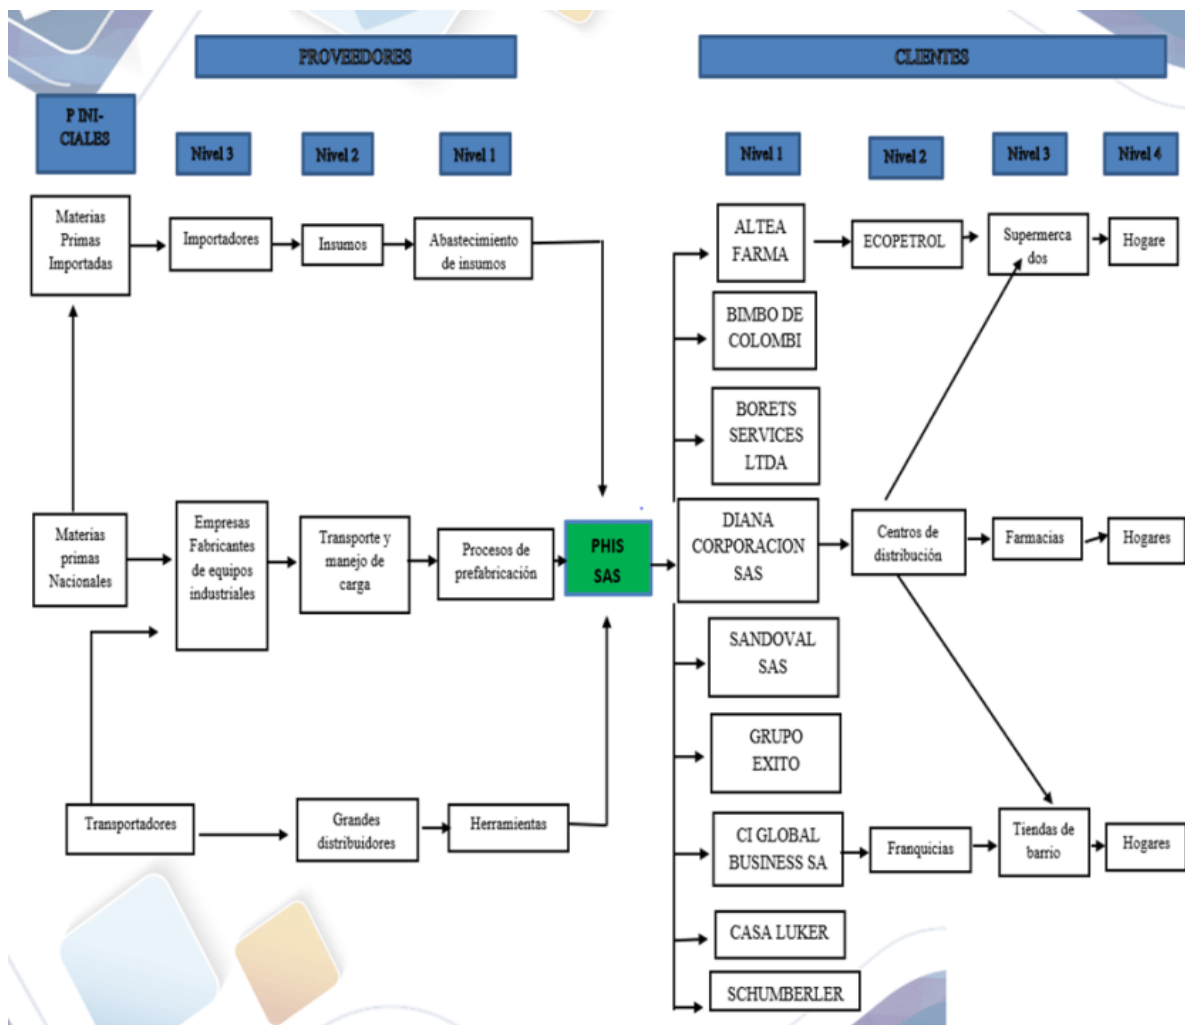 PROVEEDORES
CLIENTES
P INI-
CIALES
Nivel 3
Nivel 2
Nivel 1
Nivel 1
Nivel 2
Nivel 3
Nivel 4
Materias
Primas
Importadas
Importadores
Insumos
Abastecimiento
de insumos
ALTEA
FARMA
ECOPETROL
Supermerca
dos
Hogare
BIMBO DE
COLOMBI
BORETS
SERVICES
LTDA
Materias
primas
Nacionales
Empresas
Fabricantes
de equipos
industriales
Transporte y
manejo de
carga
Procesos de
prefabricación
PHIS
SAS
DIANA
CORPORACION
SAS
Centros de
distribución
Farmacias
Hogares
SANDOVAL
SAS
GRUPO
EXITO
Transportadores
Grandes
distribuidores
Herramientas
CI GLOBAL
BUSINESS SA
Franquicias
Tiendas de
barrio
Hogares
CASA LUKER
SCHUMBERLER